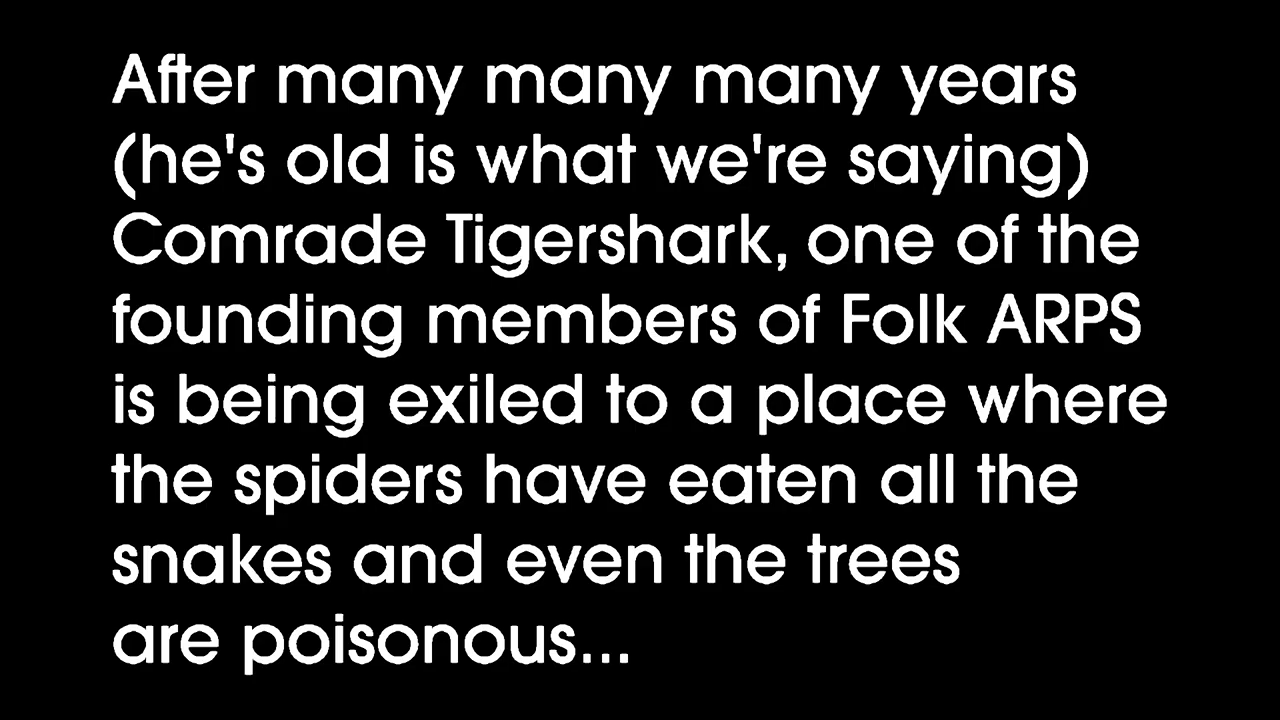 After many many many years
(he's old is what we're saying)
Comrade Tigershark, one of the
founding members of Folk ARPS
is being exiled to a place where
the spiders have eaten all the
snakes and even the trees
are poisonous...